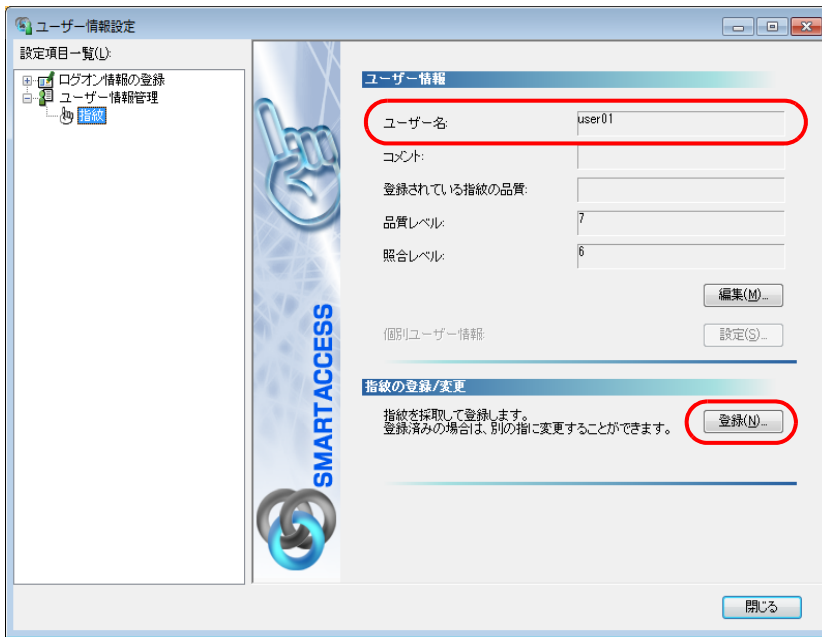 ユーザー情報設定
設定項目一覧(L):
ログオン情報の登録
ユーザー情報管理
指紋
SMARTACCESS
ユーザー情報
ユーザー名: user01
コメント:
登録されている指紋の品質:
品質レベル: 7
照合レベル: 6
編集(M)...
個別ユーザー情報: 設定(S)...
指紋の登録/変更
指紋を採取して登録します。
登録済みの場合は、別の指に変更することができます。
登録(N)...
閉じる